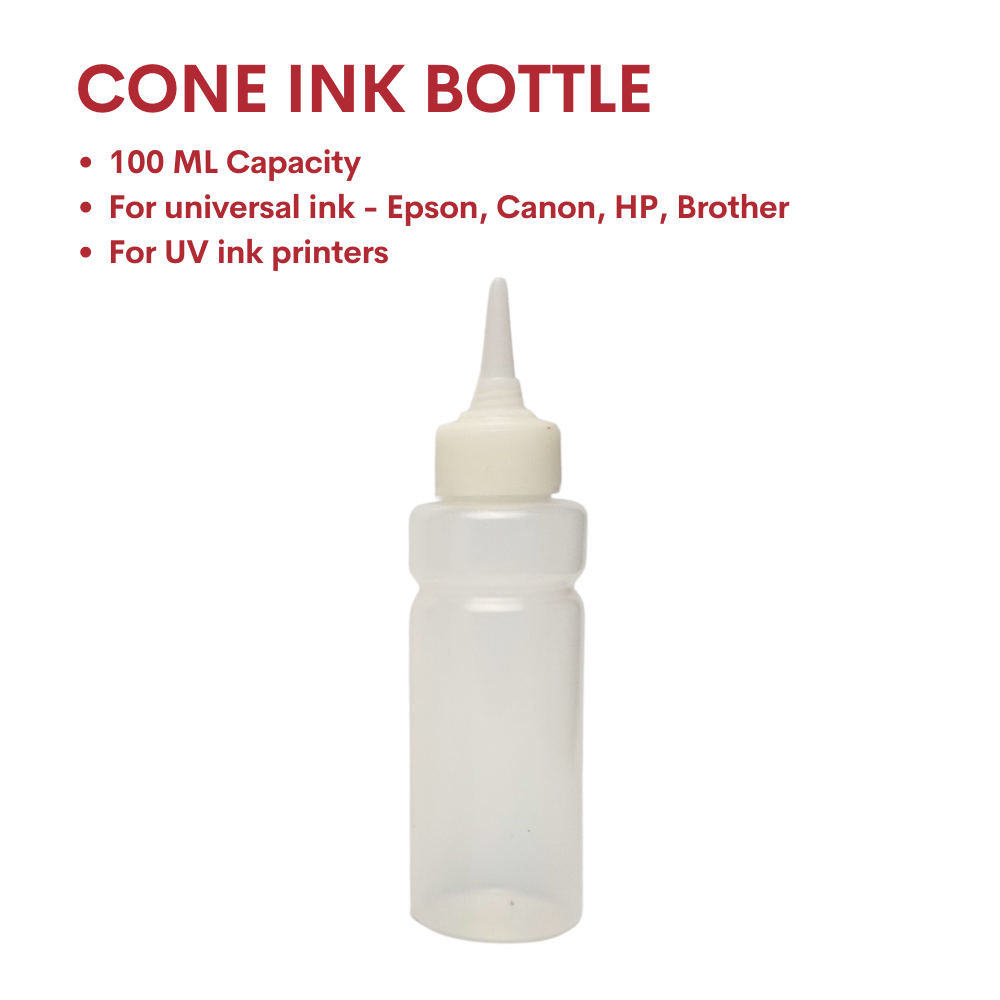 CONE INK BOTTLE
• 100 ML Capacity
• For universal ink - Epson, Canon, HP, Brother
• For UV ink printers